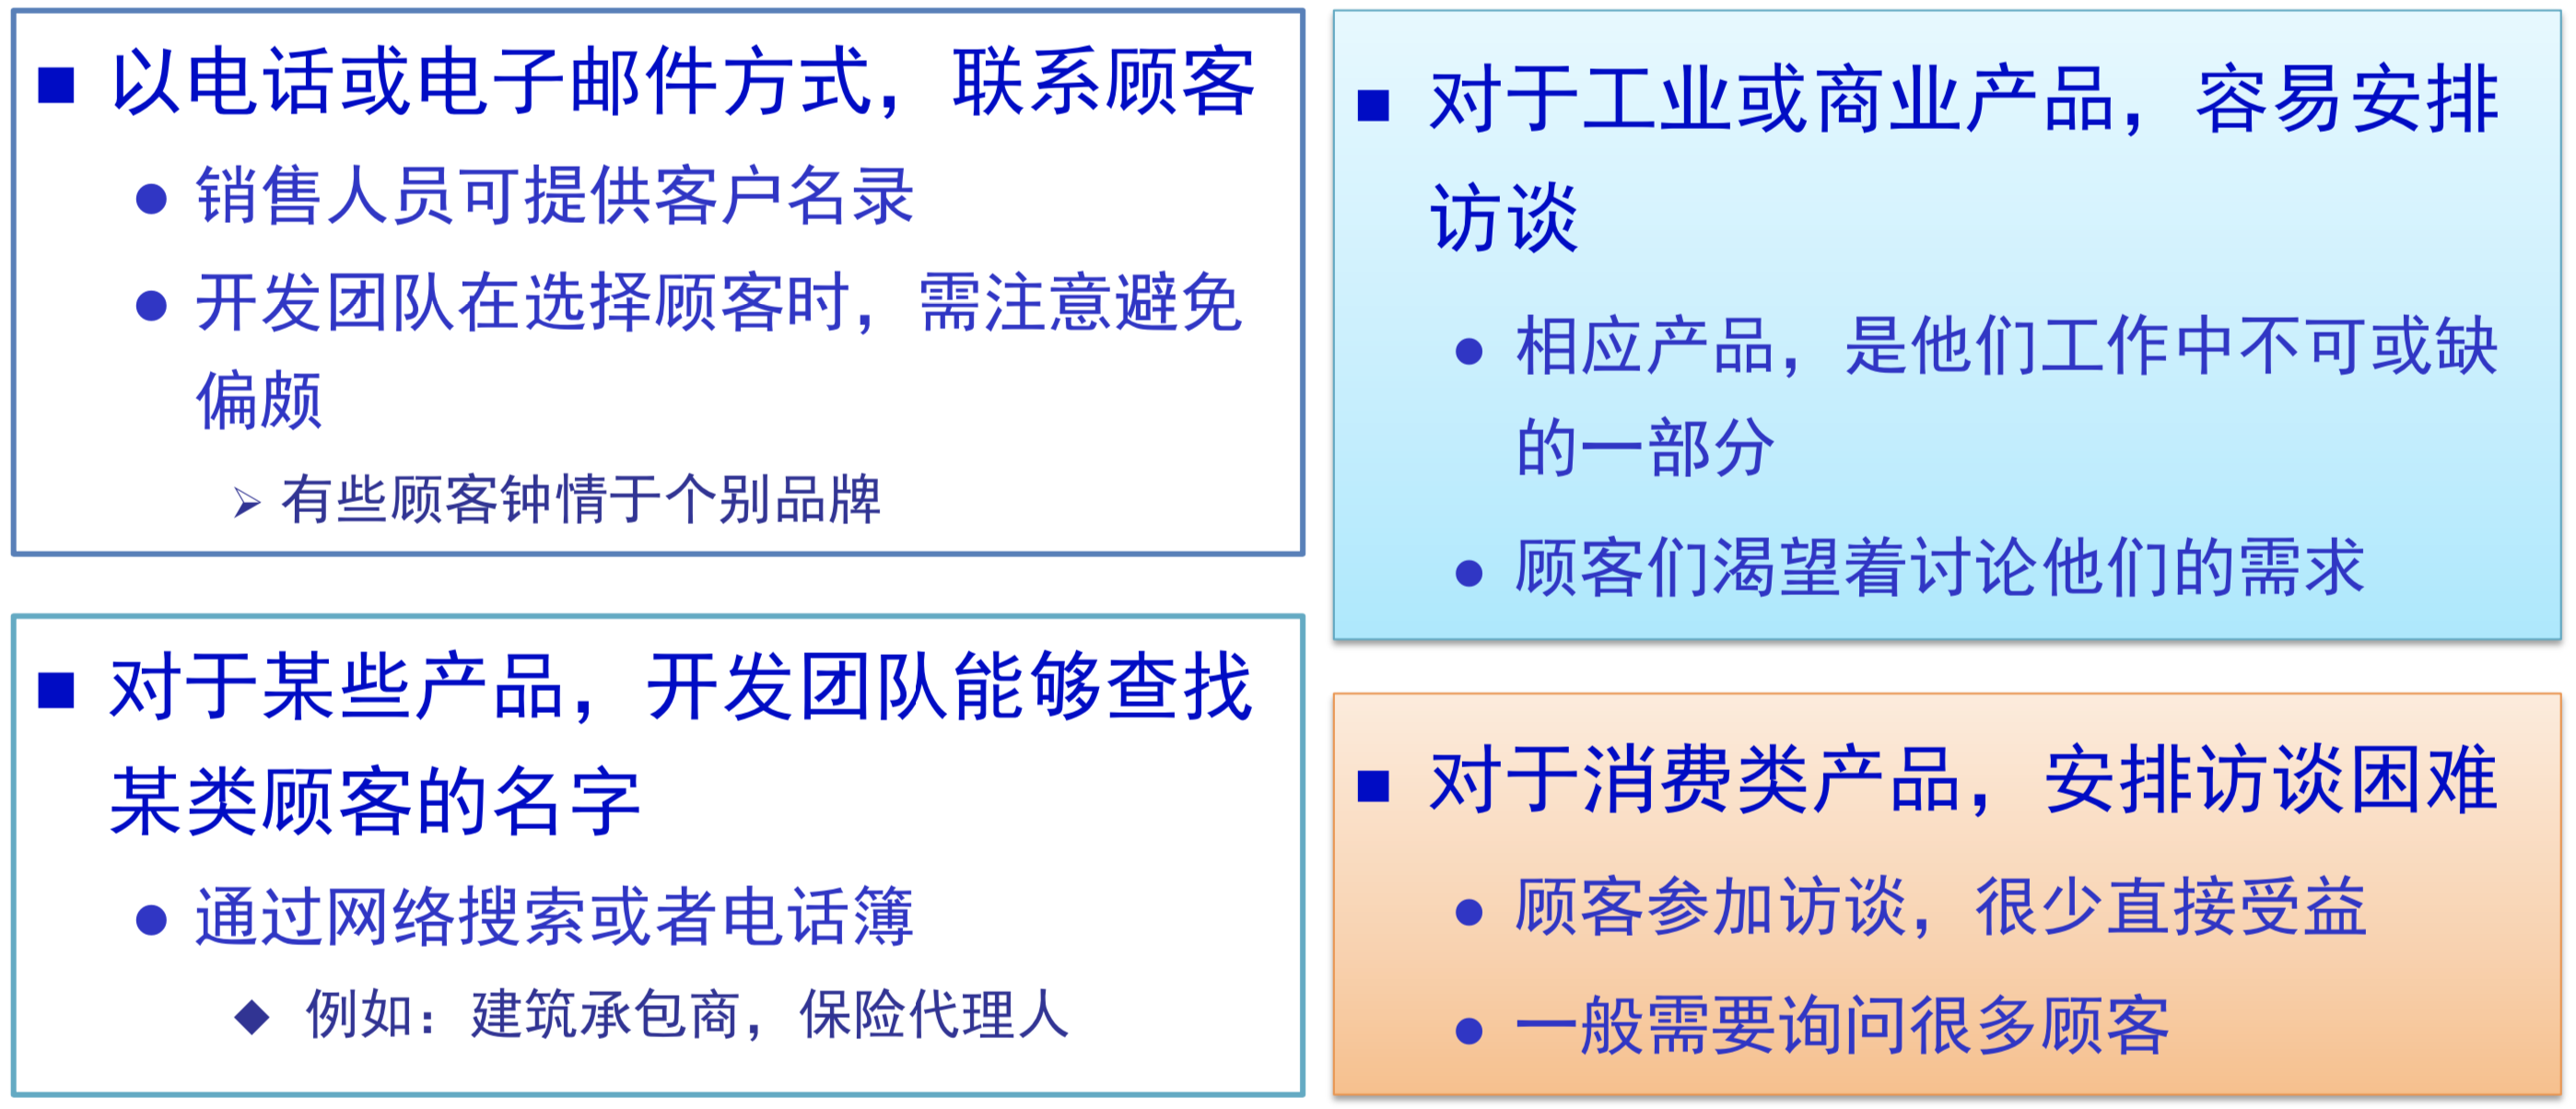 ■ 以电话或电子邮件方式，联系顾客
● 销售人员可提供客户名录
● 开发团队在选择顾客时，需注意避免
偏颇
➢ 有些顾客钟情于个别品牌
■ 对于某些产品，开发团队能够查找
某类顾客的名字
● 通过网络搜索或者电话簿
◆ 例如：建筑承包商，保险代理人
■ 对于工业或商业产品，容易安排
访谈
● 相应产品，是他们工作中不可或缺
的一部分
● 顾客们渴望着讨论他们的需求
■ 对于消费类产品，安排访谈困难
● 顾客参加访谈，很少直接受益
● 一般需要询问很多顾客